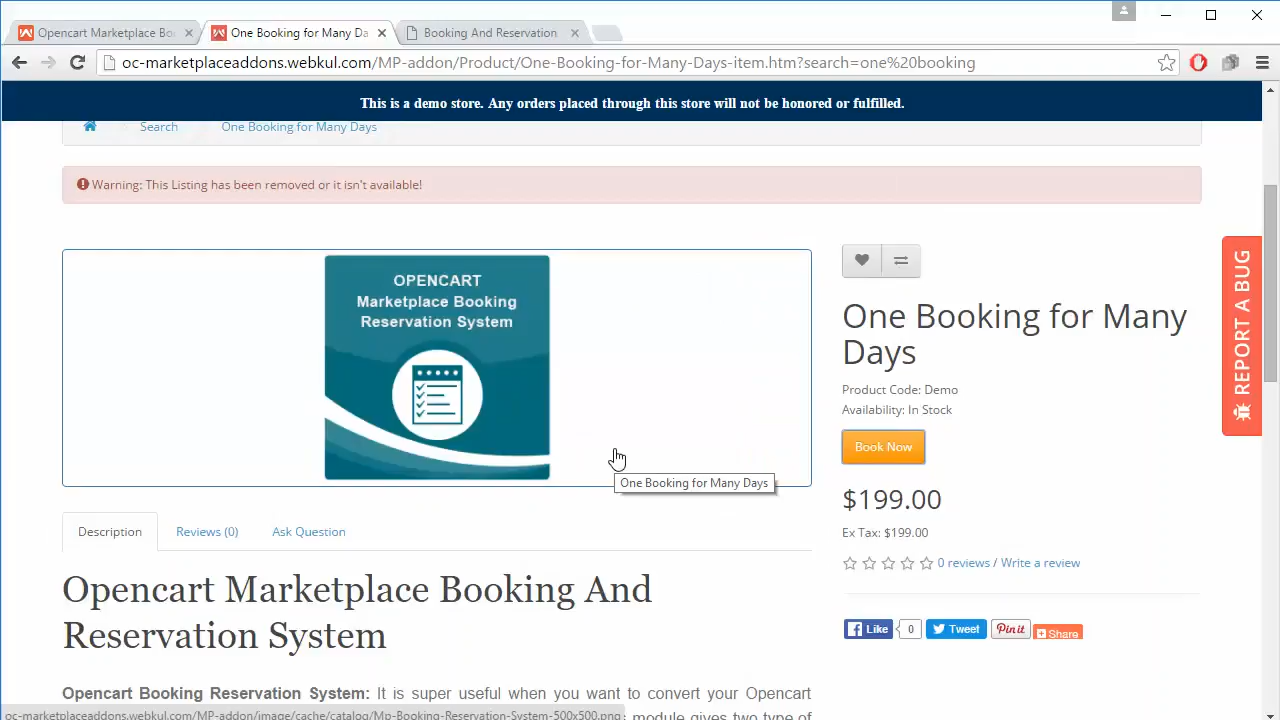 Opencart Marketplace Bo
One Booking for Many Da
Booking And Reservation
oc-marketplaceaddons.webkul.com/MP-addon/Product/One-Booking-for-Many-Days-item.htm?search=one%20booking
This is a demo store. Any orders placed through this store will not be honored or fulfilled.
Search
One Booking for Many Days
Warning: This Listing has been removed or it isn't available!
OPENCART
Marketplace Booking
Reservation System
One Booking for Many Days
One Booking for Many
Days
Product Code: Demo
Availability: In Stock
Book Now
$199.00
Ex Tax: $199.00
0 reviews / Write a review
Like
0
Tweet
Pin it
Share
REPORT A BUG
Description
Reviews (0)
Ask Question
Opencart Marketplace Booking And
Reservation System
Opencart Booking Reservation System: It is super useful when you want to convert your Opencart
module gives two type of
oc-marketplaceaddons.webkul.com/MP-addon/image/cache/catalog/Mp-Booking-Reservation-System-500x500.png